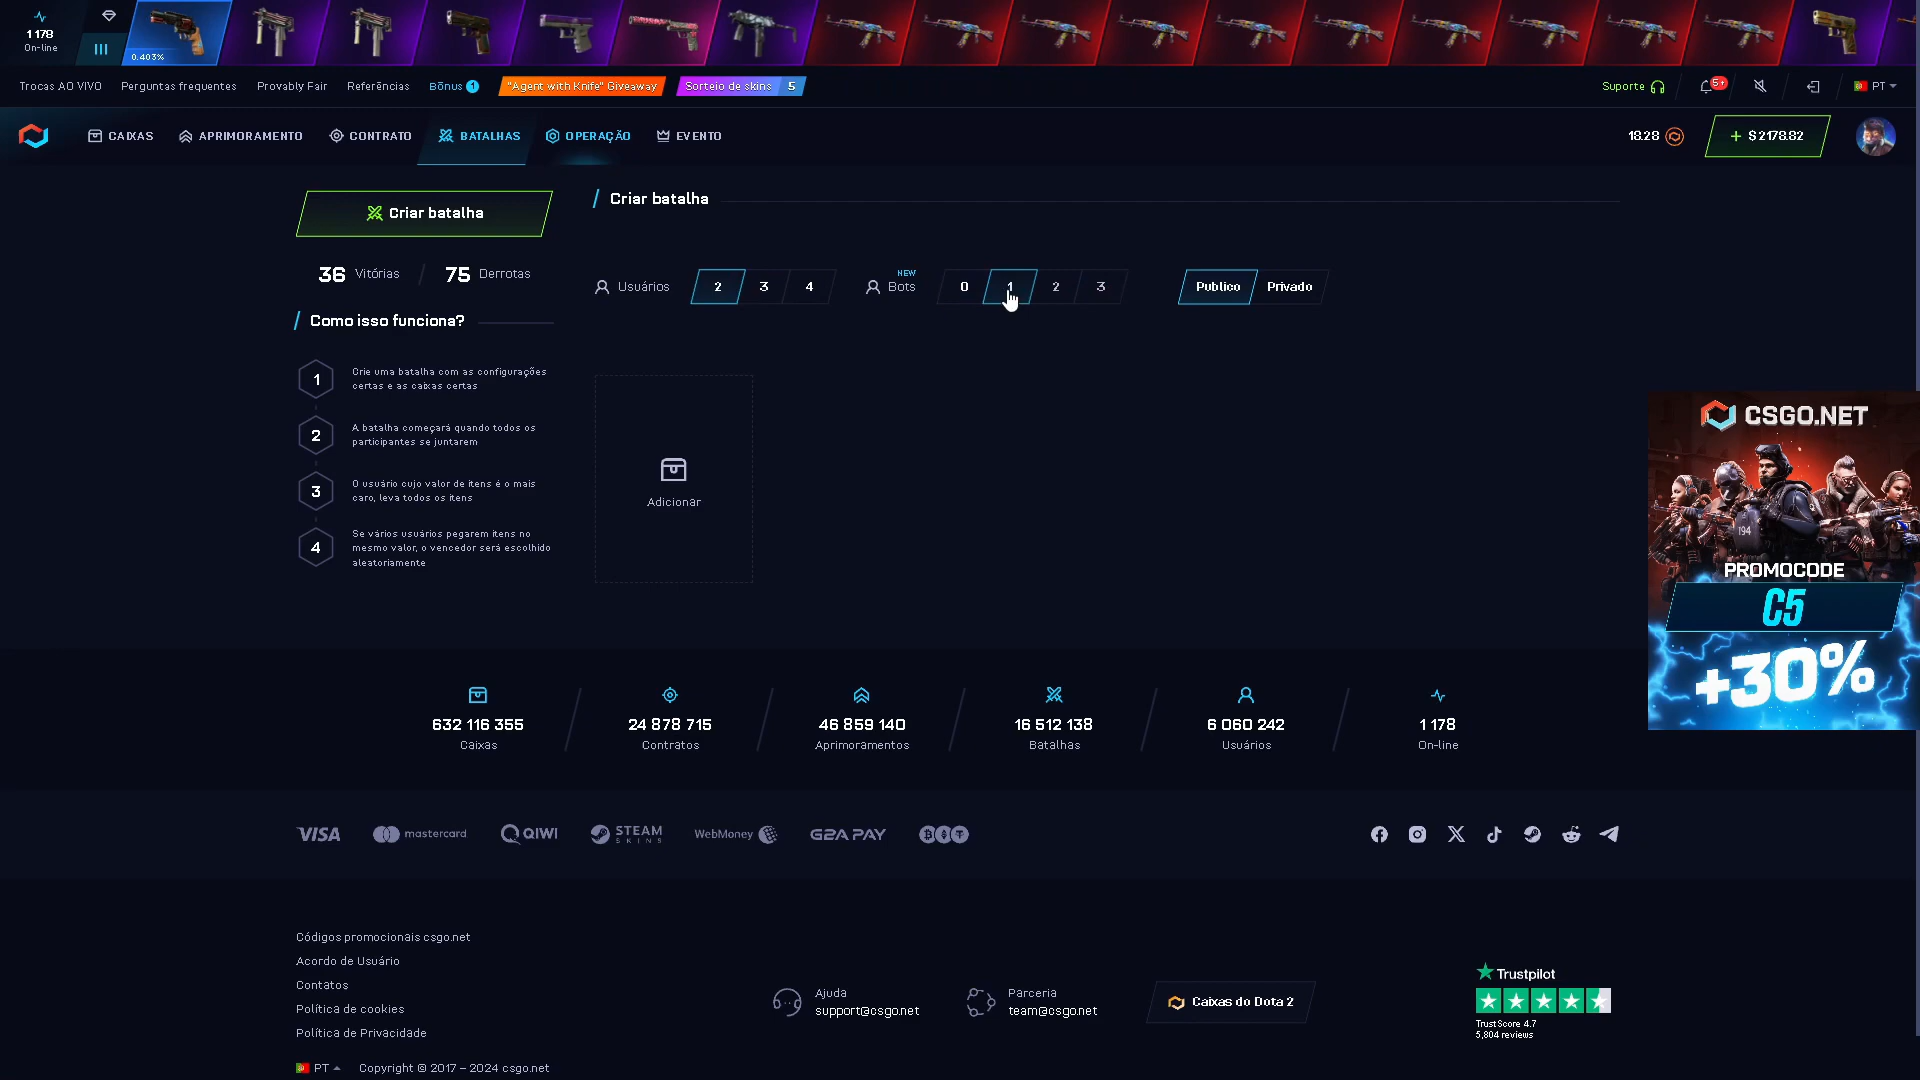 1 178
On-line
0.403%
Trocas AO VIVO
Perguntas frequentes
Provably Fair
Referências
Bônus 1
"Agent with Knife" Giveaway
Sorteio de skins 5
Suporte
5+
PT
CAIXAS
APRIMORAMENTO
CONTRATO
BATALHAS
OPERAÇÃO
EVENTO
18.28
+ $ 2178.82
Criar batalha
36 Vitórias / 75 Derrotas
Como isso funciona?
1
Crie uma batalha com as configurações
certas e as caixas certas
2
A batalha começará quando todos os
participantes se juntarem
3
O usuário cujo valor de itens é o mais
caro, leva todos os itens
4
Se vários usuários pegarem itens no
mesmo valor, o vencedor será escolhido
aleatoriamente
Criar batalha
Usuários
2
3
4
NEW
Bots
0
1
2
3
Publico
Privado
Adicionar
CSGO.NET
194
PROMOCODE
C5
+30%
632 116 355
Caixas
24 878 715
Contratos
46 859 140
Aprimoramentos
16 512 138
Batalhas
6 060 242
Usuários
1 178
On-line
VISA
mastercard
QIWI
STEAM
SKINS
WebMoney
G2A PAY
Códigos promocionais csgo.net
Acordo de Usuário
Contatos
Política de cookies
Política de Privacidade
PT
Copyright © 2017 – 2024 csgo.net
Ajuda
support@csgo.net
Parceria
team@csgo.net
Caixas do Dota 2
Trustpilot
TrustScore 4.7
5,804 reviews